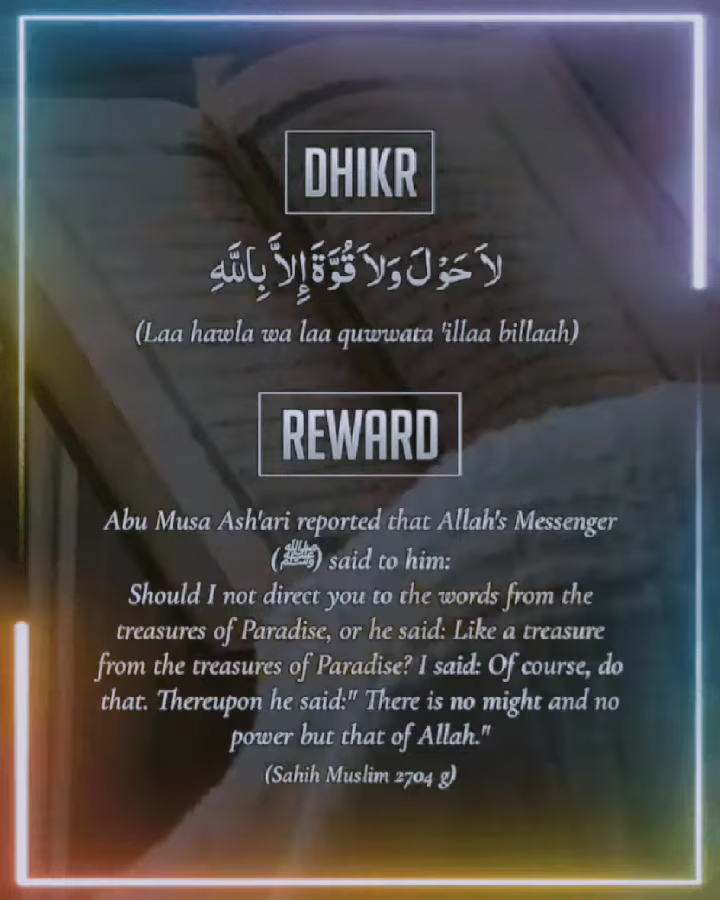 DHIKR
لاَ حَوْلَ وَلاَ قُوَّةَ إِلاَّ بِاللَّهِ
(Laa hawla wa laa quwwata 'illaa billaah)
REWARD
Abu Musa Ash'ari reported that Allah's Messenger
(ﷺ) said to him:
Should I not direct you to the words from the
treasures of Paradise, or he said: Like a treasure
from the treasures of Paradise? I said: Of course, do
that. Thereupon he said:" There is no might and no
power but that of Allah."
(Sahih Muslim 2704 g)